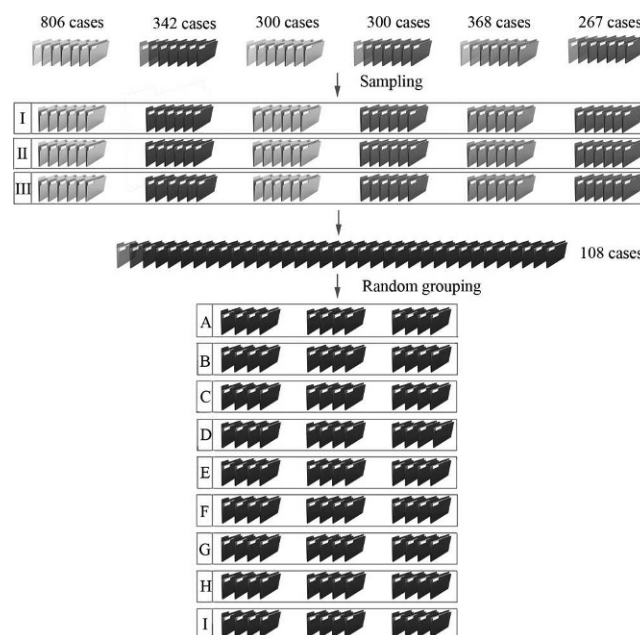 806 cases 342 cases 300 cases 300 cases 368 cases 267 cases
Sampling
I
II
III
108 cases
Random grouping
A
B
C
D
E
F
G
H
I